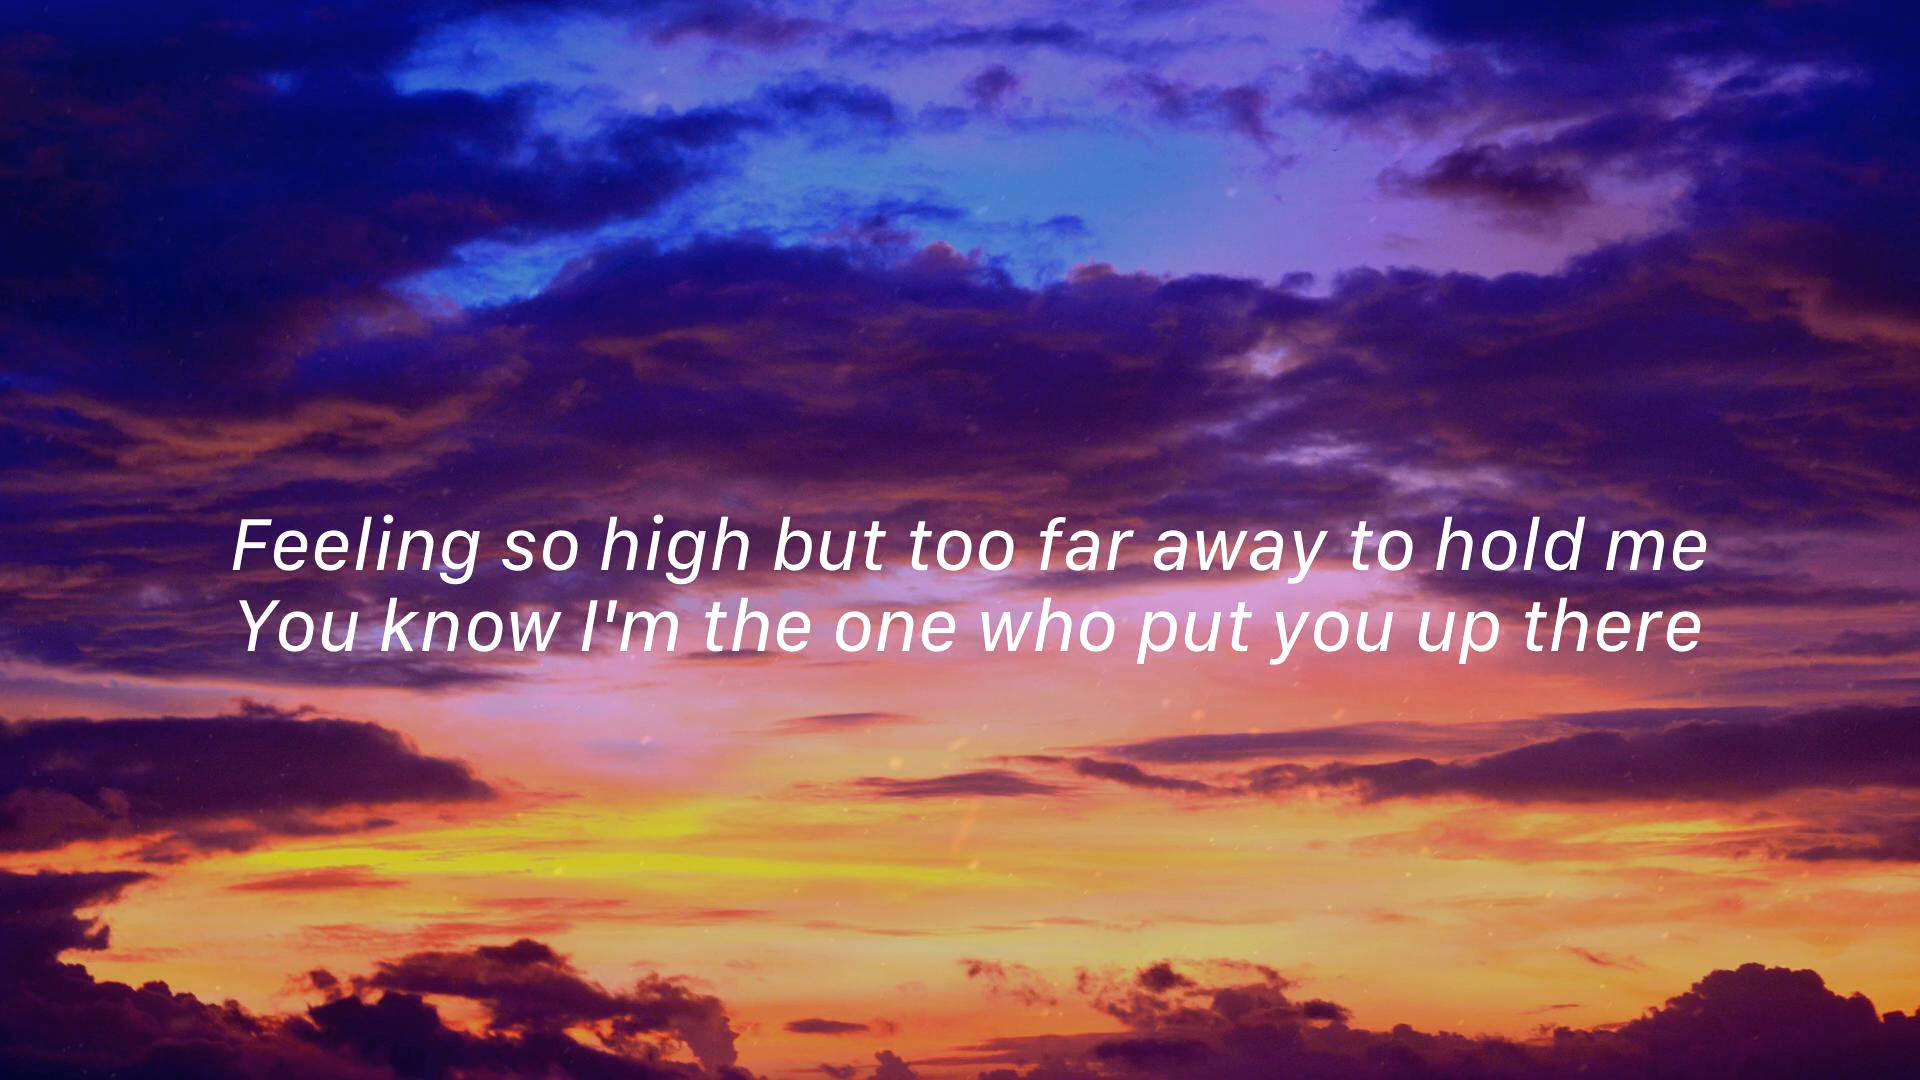 Feeling so high but too far away to hold me
You know I'm the one who put you up there